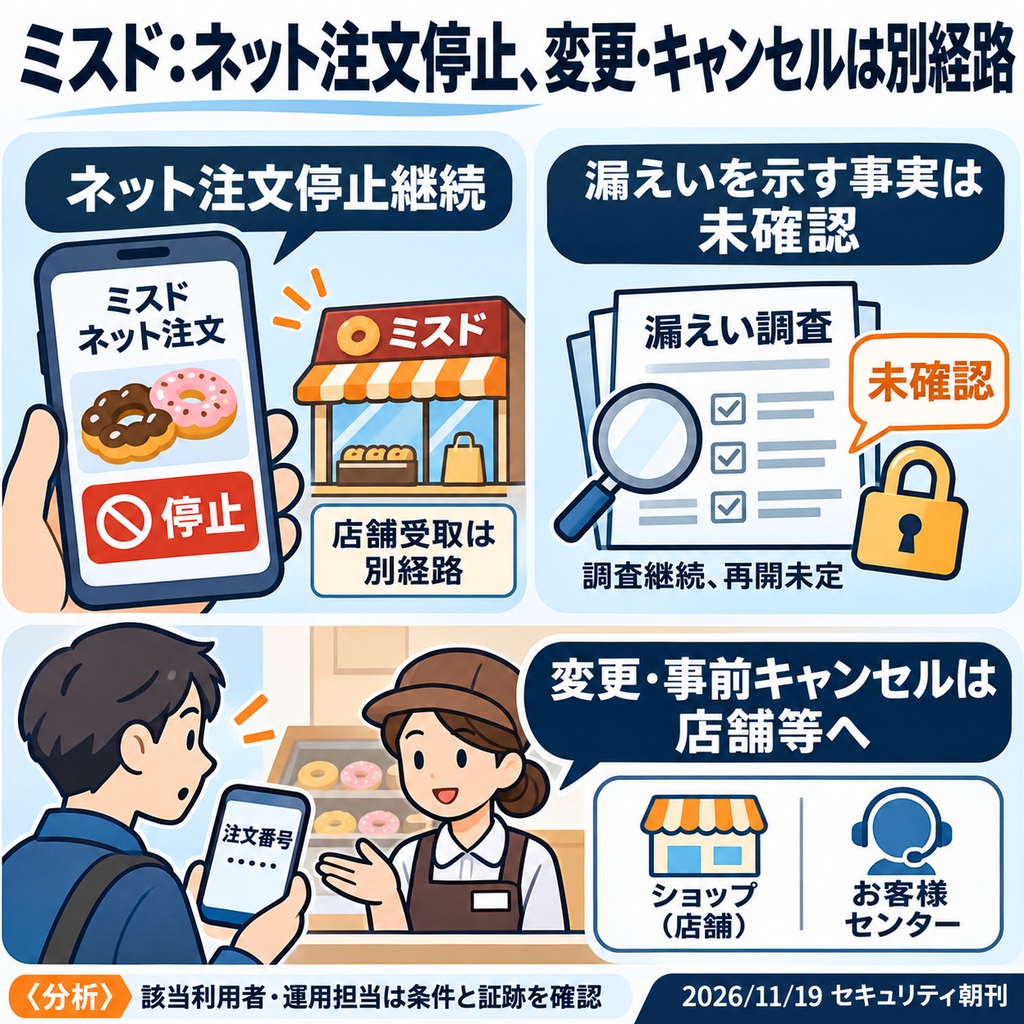 ミスド：ネット注文停止、変更・キャンセルは別経路
ネット注文停止継続
ミスド
ネット注文
停止
ミスド
店舗受取は
別経路
漏えいを示す事実は
未確認
漏えい調査
未確認
調査継続、再開未定
変更・事前キャンセルは
店舗等へ
注文番号
•••••
ショップ
（店舗）
お客様
センター
〈分析〉
該当利用者・運用担当は条件と証跡を確認
2026/11/19 セキュリティ朝刊